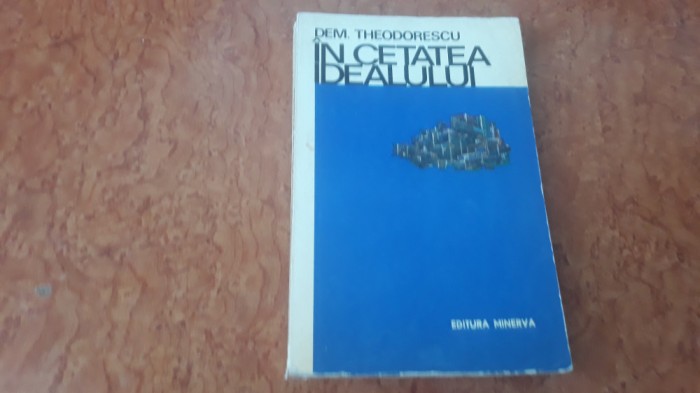 DEM. THEODORESCU
ÎN CETATEA
IDEALULUI
EDITURA MINERVA